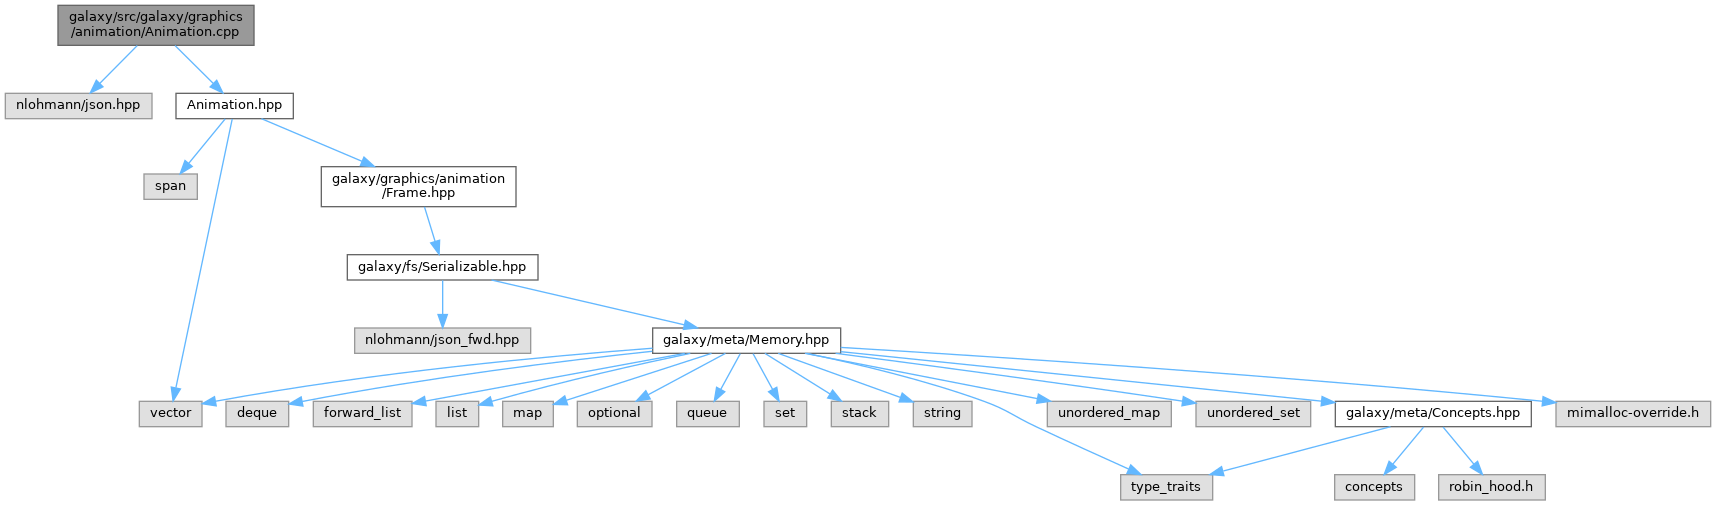 galaxy/src/galaxy/graphics
/animation/Animation.cpp
nlohmann/json.hpp
Animation.hpp
span
galaxy/graphics/animation
/Frame.hpp
galaxy/fs/Serializable.hpp
nlohmann/json_fwd.hpp
galaxy/meta/Memory.hpp
vector
deque
forward_list
list
map
optional
queue
set
stack
string
unordered_map
unordered_set
galaxy/meta/Concepts.hpp
mimalloc-override.h
type_traits
concepts
robin_hood.h